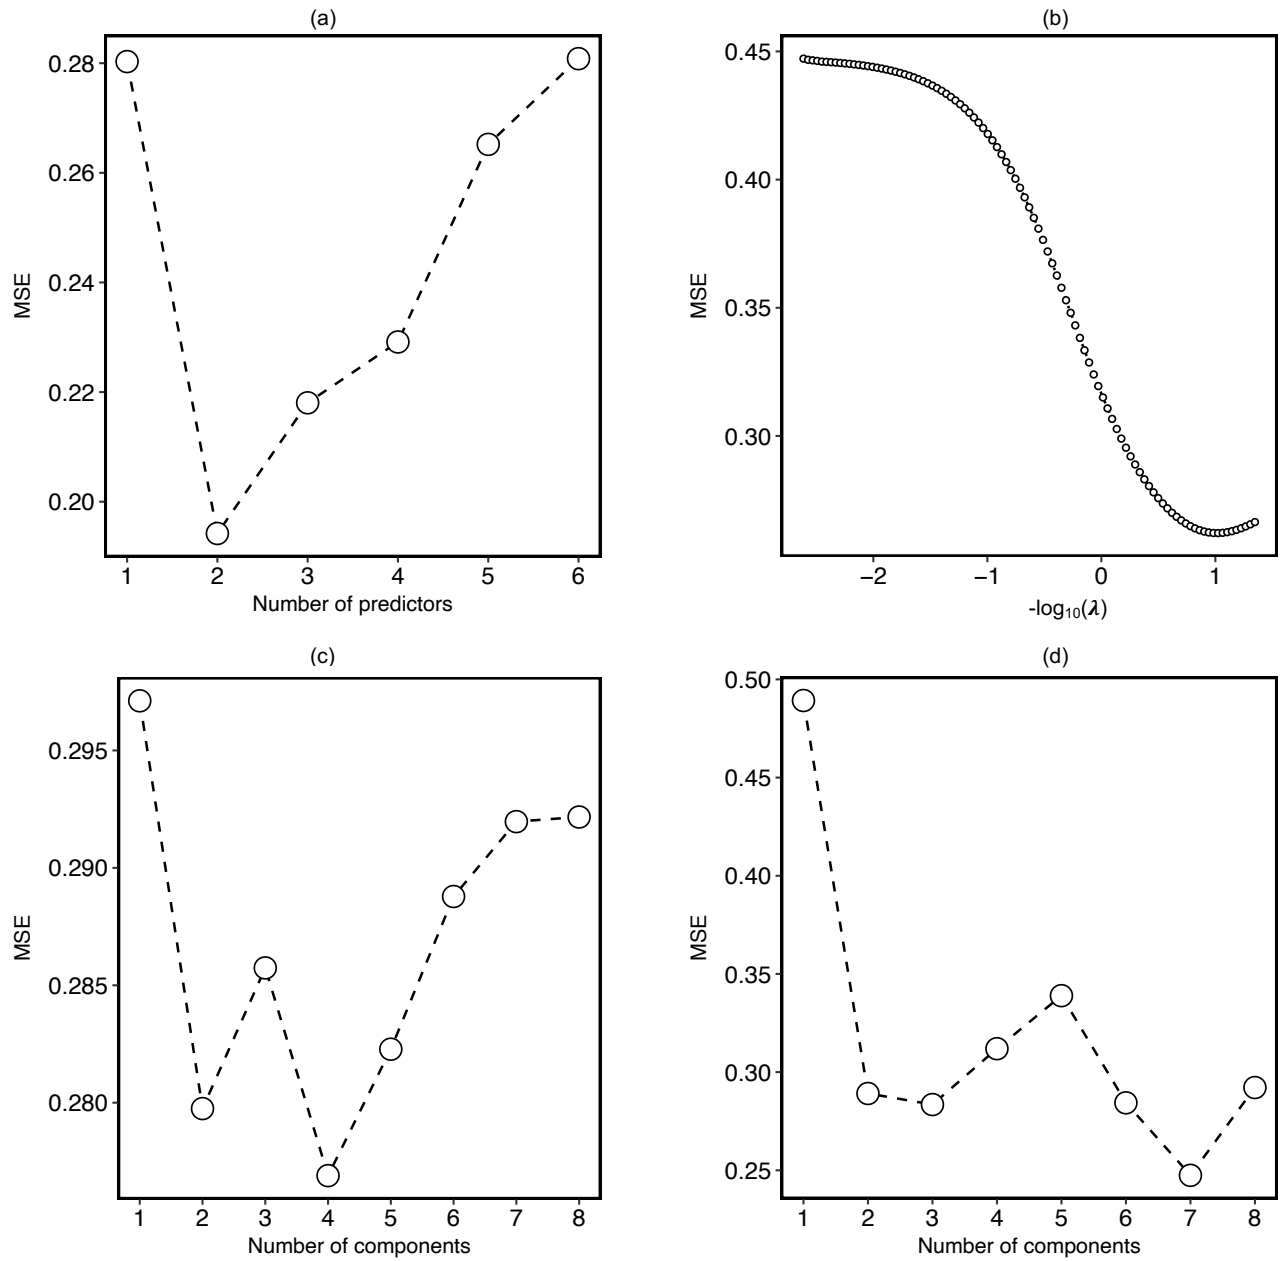 (a)
0.28
0.26
0.24
0.22
0.20
MSE
1 2 3 4 5 6
Number of predictors
(b)
0.45
0.40
0.35
0.30
MSE
−2 −1 0 1
-log₁₀(λ)
(c)
0.295
0.290
0.285
0.280
MSE
1 2 3 4 5 6 7 8
Number of components
(d)
0.50
0.45
0.40
0.35
0.30
0.25
MSE
1 2 3 4 5 6 7 8
Number of components